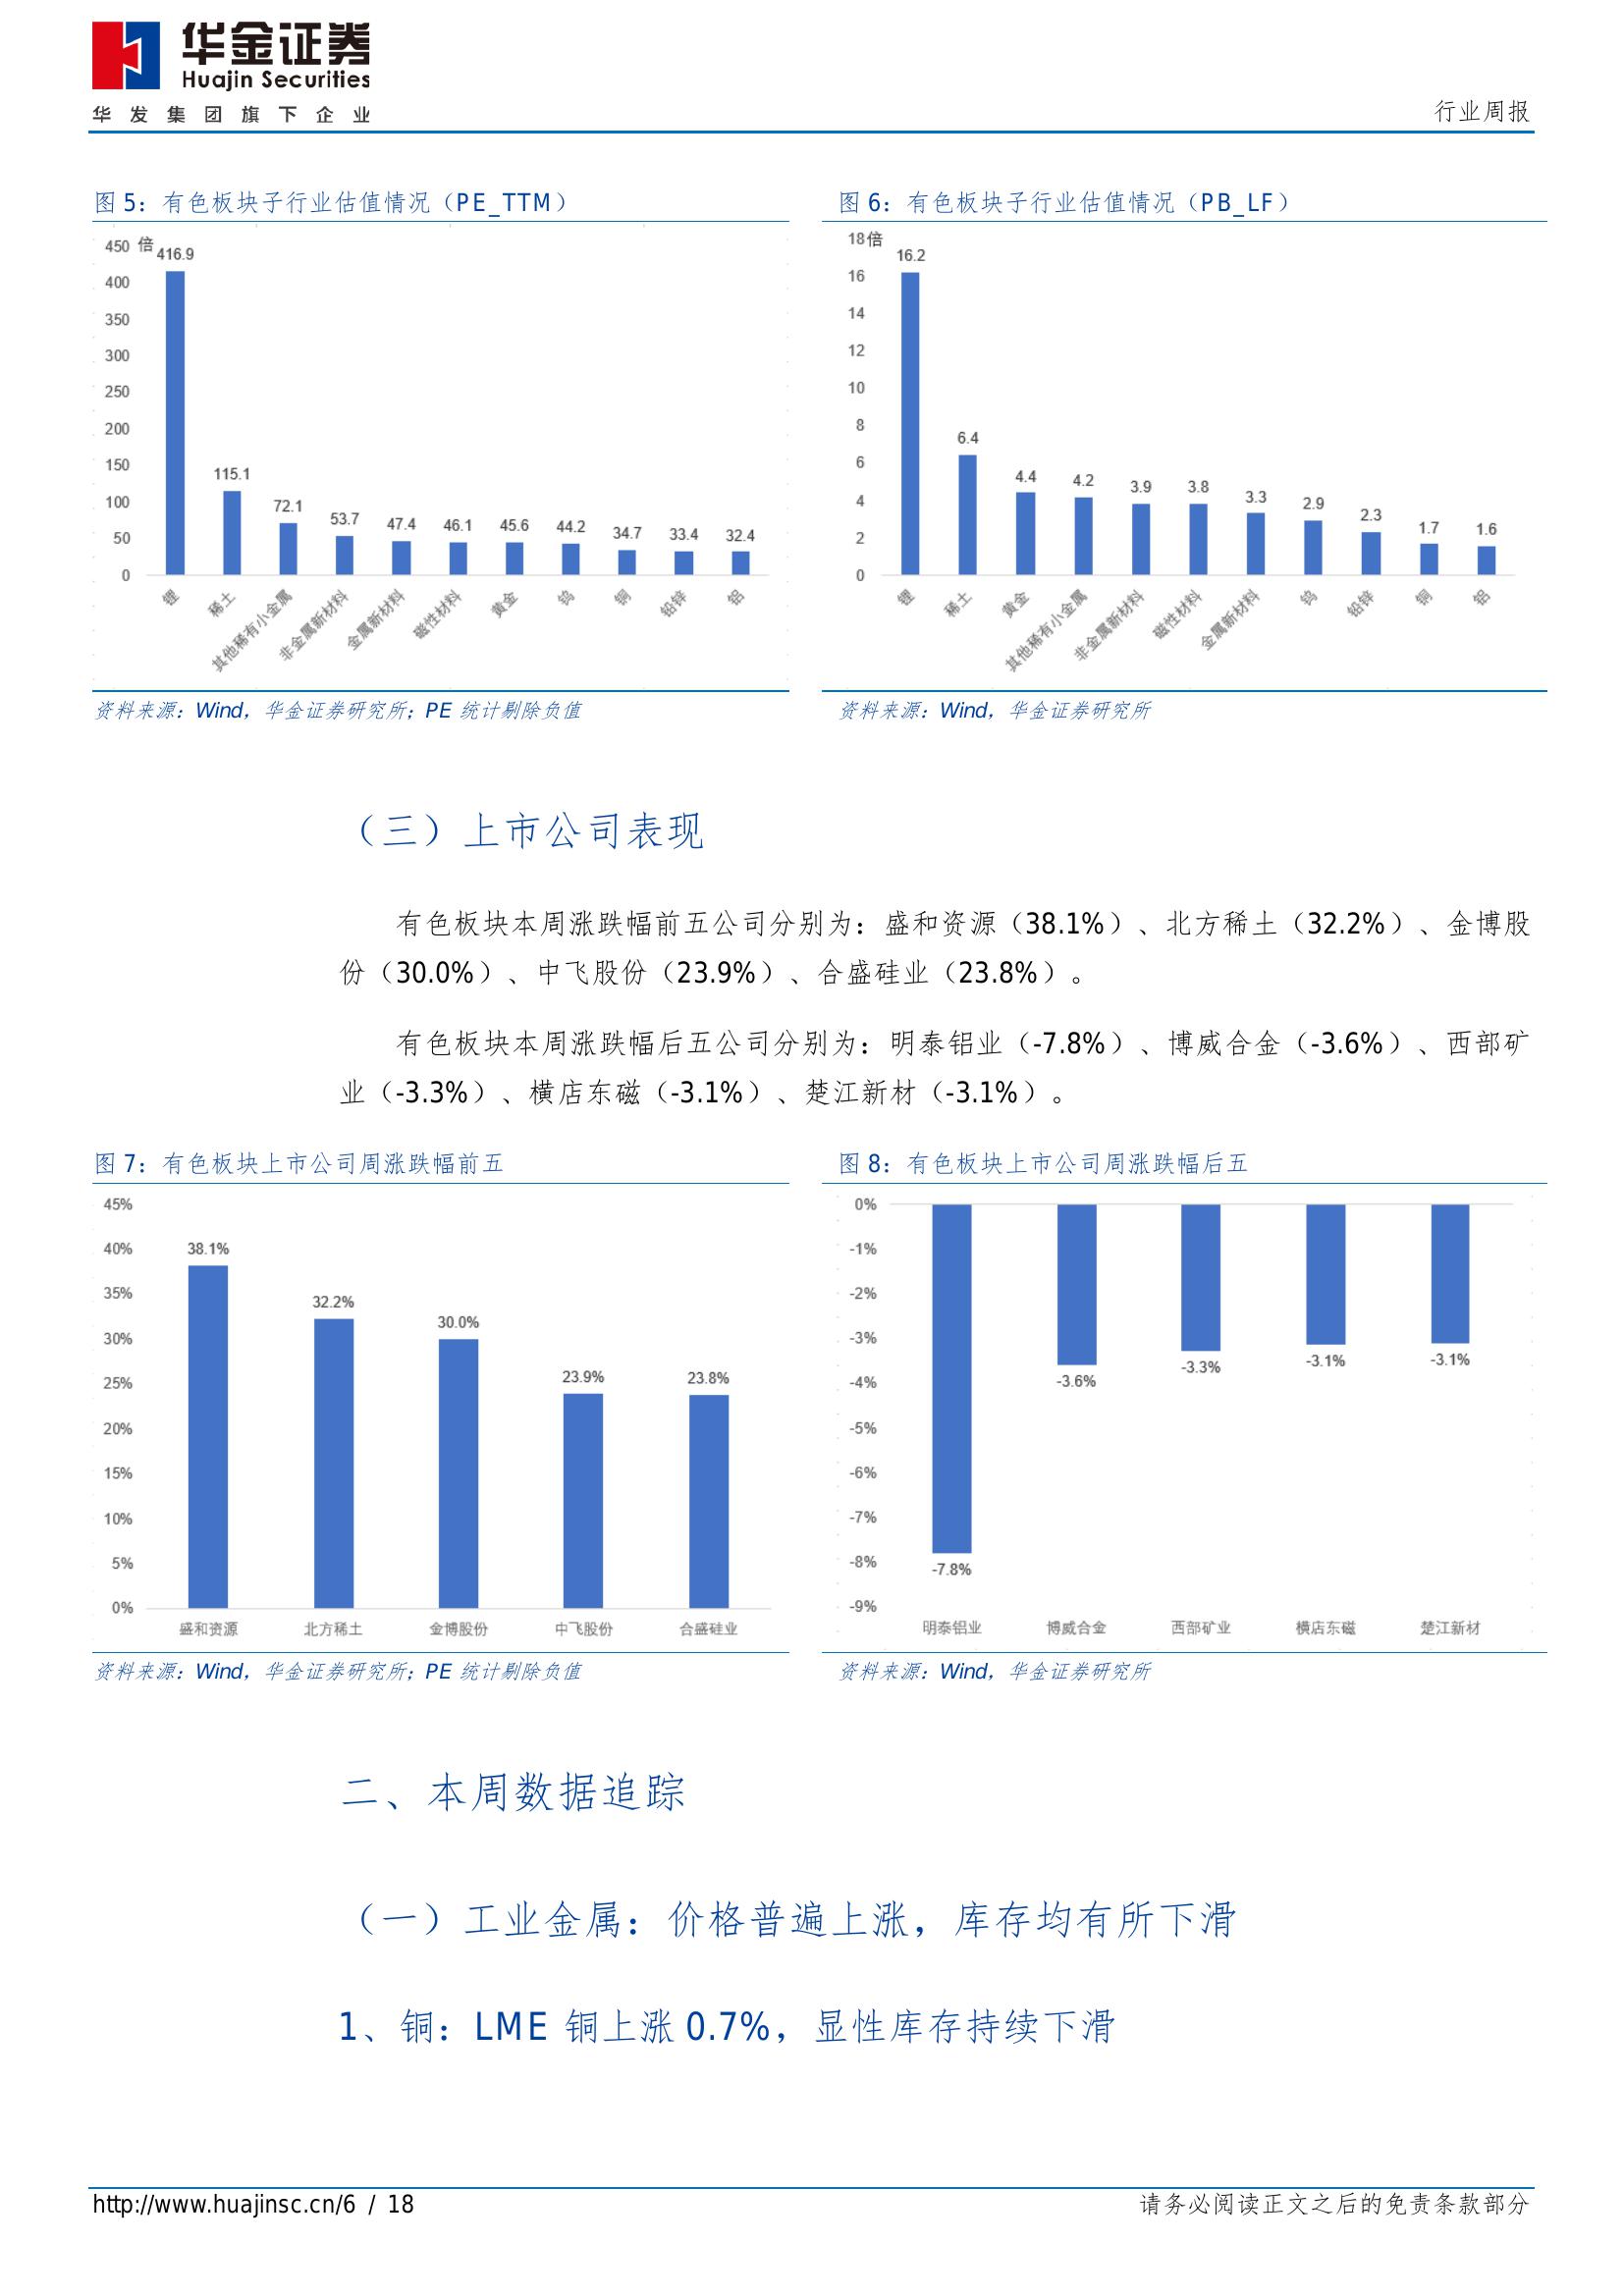 华金证券
Huajin Securities
华发集团旗下企业
行业周报
图 5：有色板块子行业估值情况（PE_TTM）
450 倍
416.9
400
350
300
250
200
150
100
50
0
115.1
72.1
53.7
47.4
46.1
45.6
44.2
34.7
33.4
32.4
锂
稀土
其他稀有小金属
非金属新材料
金属新材料
磁性材料
黄金
钨
铜
铅锌
铝
资料来源：Wind，华金证券研究所；PE 统计剔除负值
图 6：有色板块子行业估值情况（PB_LF）
18倍
16
14
12
10
8
6
4
2
0
16.2
6.4
4.4
4.2
3.9
3.8
3.3
2.9
2.3
1.7
1.6
锂
稀土
黄金
其他稀有小金属
非金属新材料
磁性材料
金属新材料
钨
铅锌
铜
铝
资料来源：Wind，华金证券研究所
（三）上市公司表现
有色板块本周涨跌幅前五公司分别为：盛和资源（38.1%）、北方稀土（32.2%）、金博股
份（30.0%）、中飞股份（23.9%）、合盛硅业（23.8%）。
有色板块本周涨跌幅后五公司分别为：明泰铝业（-7.8%）、博威合金（-3.6%）、西部矿
业（-3.3%）、横店东磁（-3.1%）、楚江新材（-3.1%）。
图 7：有色板块上市公司周涨跌幅前五
45%
40%
35%
30%
25%
20%
15%
10%
5%
0%
38.1%
32.2%
30.0%
23.9%
23.8%
盛和资源
北方稀土
金博股份
中飞股份
合盛硅业
资料来源：Wind，华金证券研究所；PE 统计剔除负值
图 8：有色板块上市公司周涨跌幅后五
0%
-1%
-2%
-3%
-4%
-5%
-6%
-7%
-8%
-9%
-7.8%
-3.6%
-3.3%
-3.1%
-3.1%
明泰铝业
博威合金
西部矿业
横店东磁
楚江新材
资料来源：Wind，华金证券研究所
二、本周数据追踪
（一）工业金属：价格普遍上涨，库存均有所下滑
1、铜：LME 铜上涨 0.7%，显性库存持续下滑
http://www.huajinsc.cn/6 / 18
请务必阅读正文之后的免责条款部分